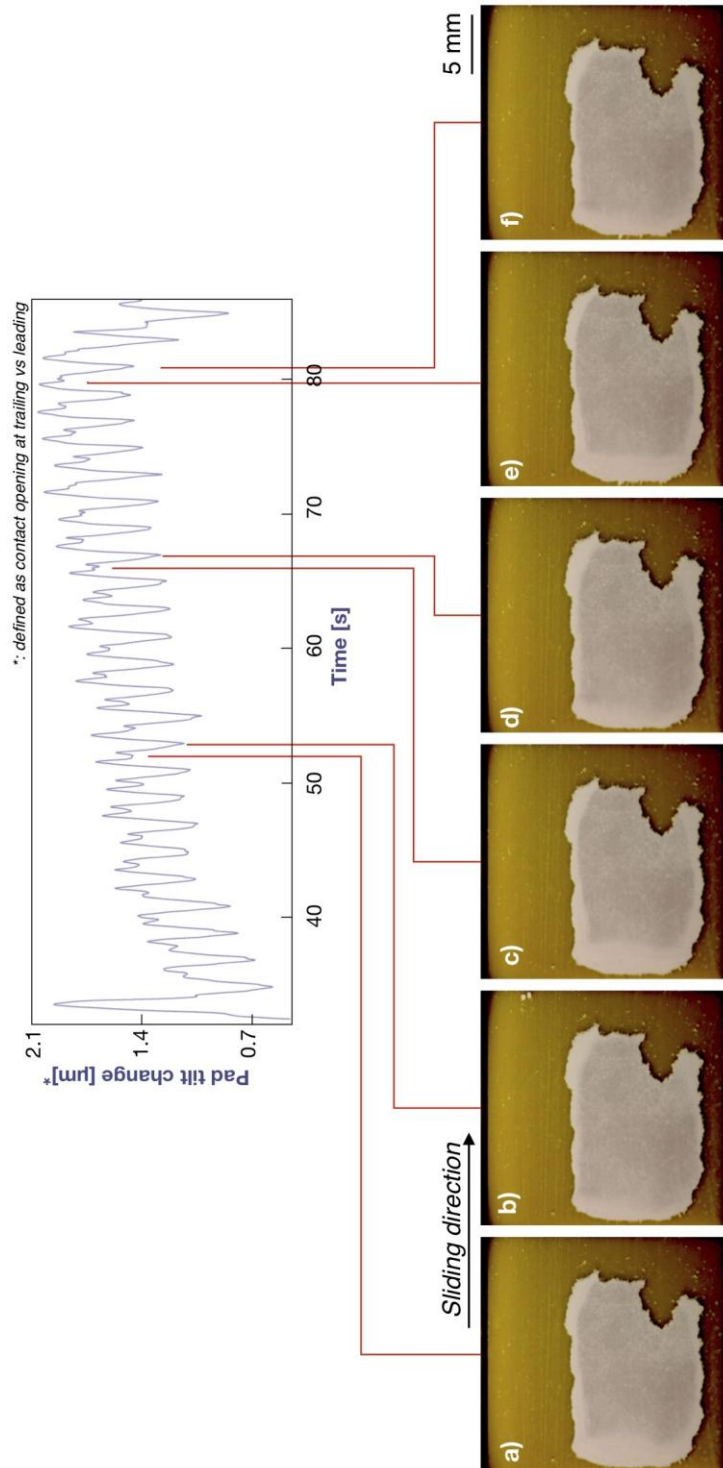 *: defined as contact opening at trailing vs leading
Pad tilt change [µm]*
2.1
1.4
0.7
40
50
60
70
80
Time [s]
Sliding direction
5 mm
a)
b)
c)
d)
e)
f)